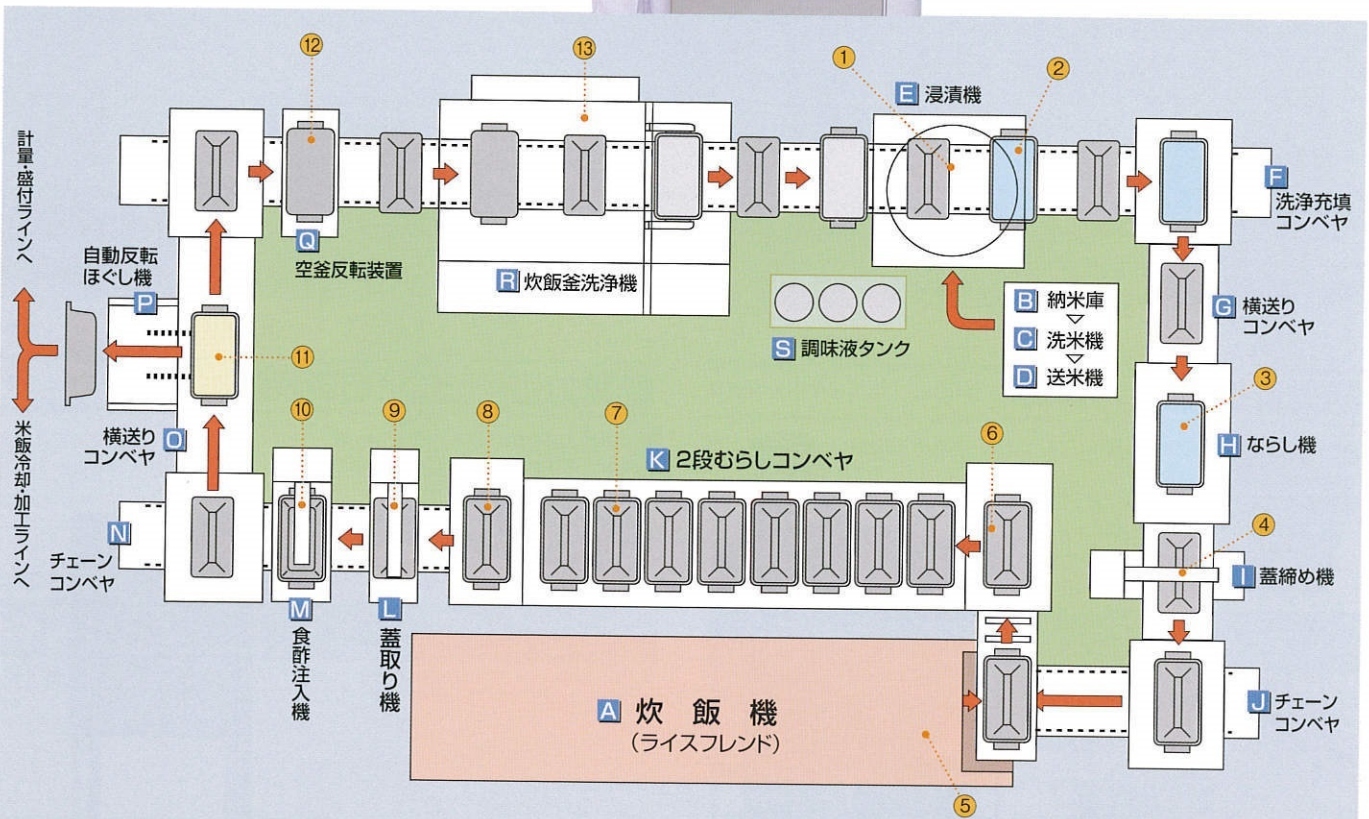 ⑫
⑬
①
②
E 浸漬機
計量・盛付ラインへ
F 洗浄充填
コンベヤ
自動反転
ほぐし機
P
Q
空釜反転装置
R 炊飯釜洗浄機
S 調味液タンク
B 納米庫
▽
C 洗米機
▽
D 送米機
G 横送り
コンベヤ
⑪
③
⑩
⑨
⑧
⑦
⑥
横送り
コンベヤ
O
K 2段むらしコンベヤ
H ならし機
米飯冷却・加工ラインへ
N
チェーン
コンベヤ
④
I 蓋締め機
M
食酢注入機
L
蓋取り機
A 炊飯機
(ライスフレンド)
J チェーン
コンベヤ
⑤